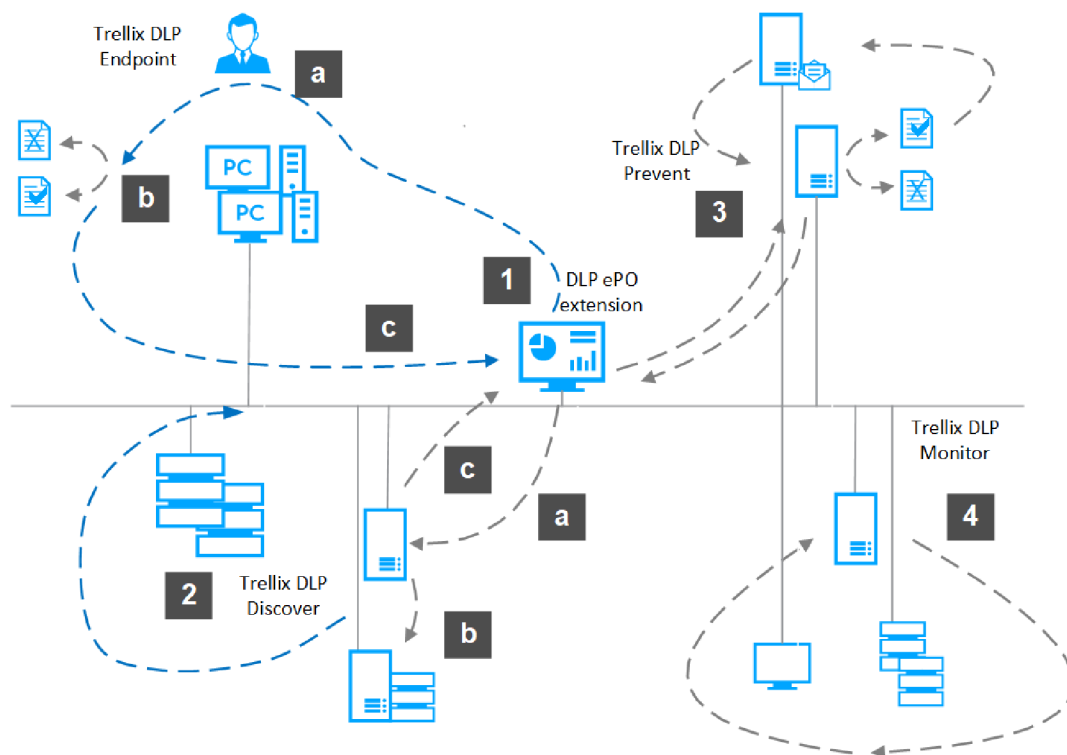 Trellix DLP
Endpoint
a
b
PC
PC
c
1
DLP ePO
extension
Trellix DLP
Prevent
3
c
a
2
Trellix DLP
Discover
b
Trellix DLP
Monitor
4